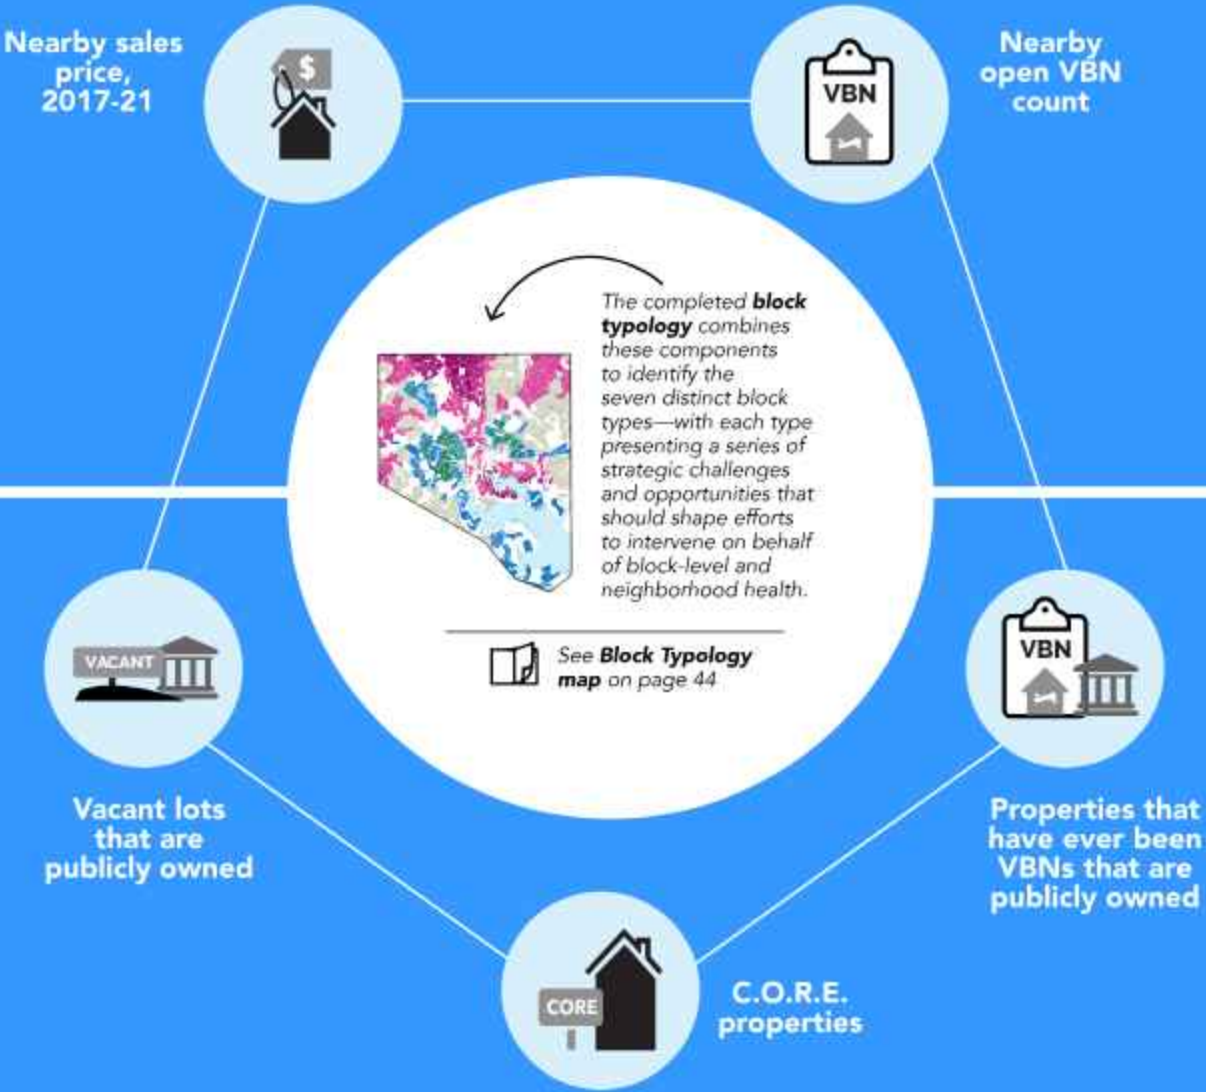 Nearby sales
price,
2017-21
$
VBN
Nearby
open VBN
count
The completed block
typology combines
these components
to identify the
seven distinct block
types—with each type
presenting a series of
strategic challenges
and opportunities that
should shape efforts
to intervene on behalf
of block-level and
neighborhood health.
See Block Typology
map on page 44
VACANT
Vacant lots
that are
publicly owned
VBN
Properties that
have ever been
VBNs that are
publicly owned
CORE
C.O.R.E.
properties